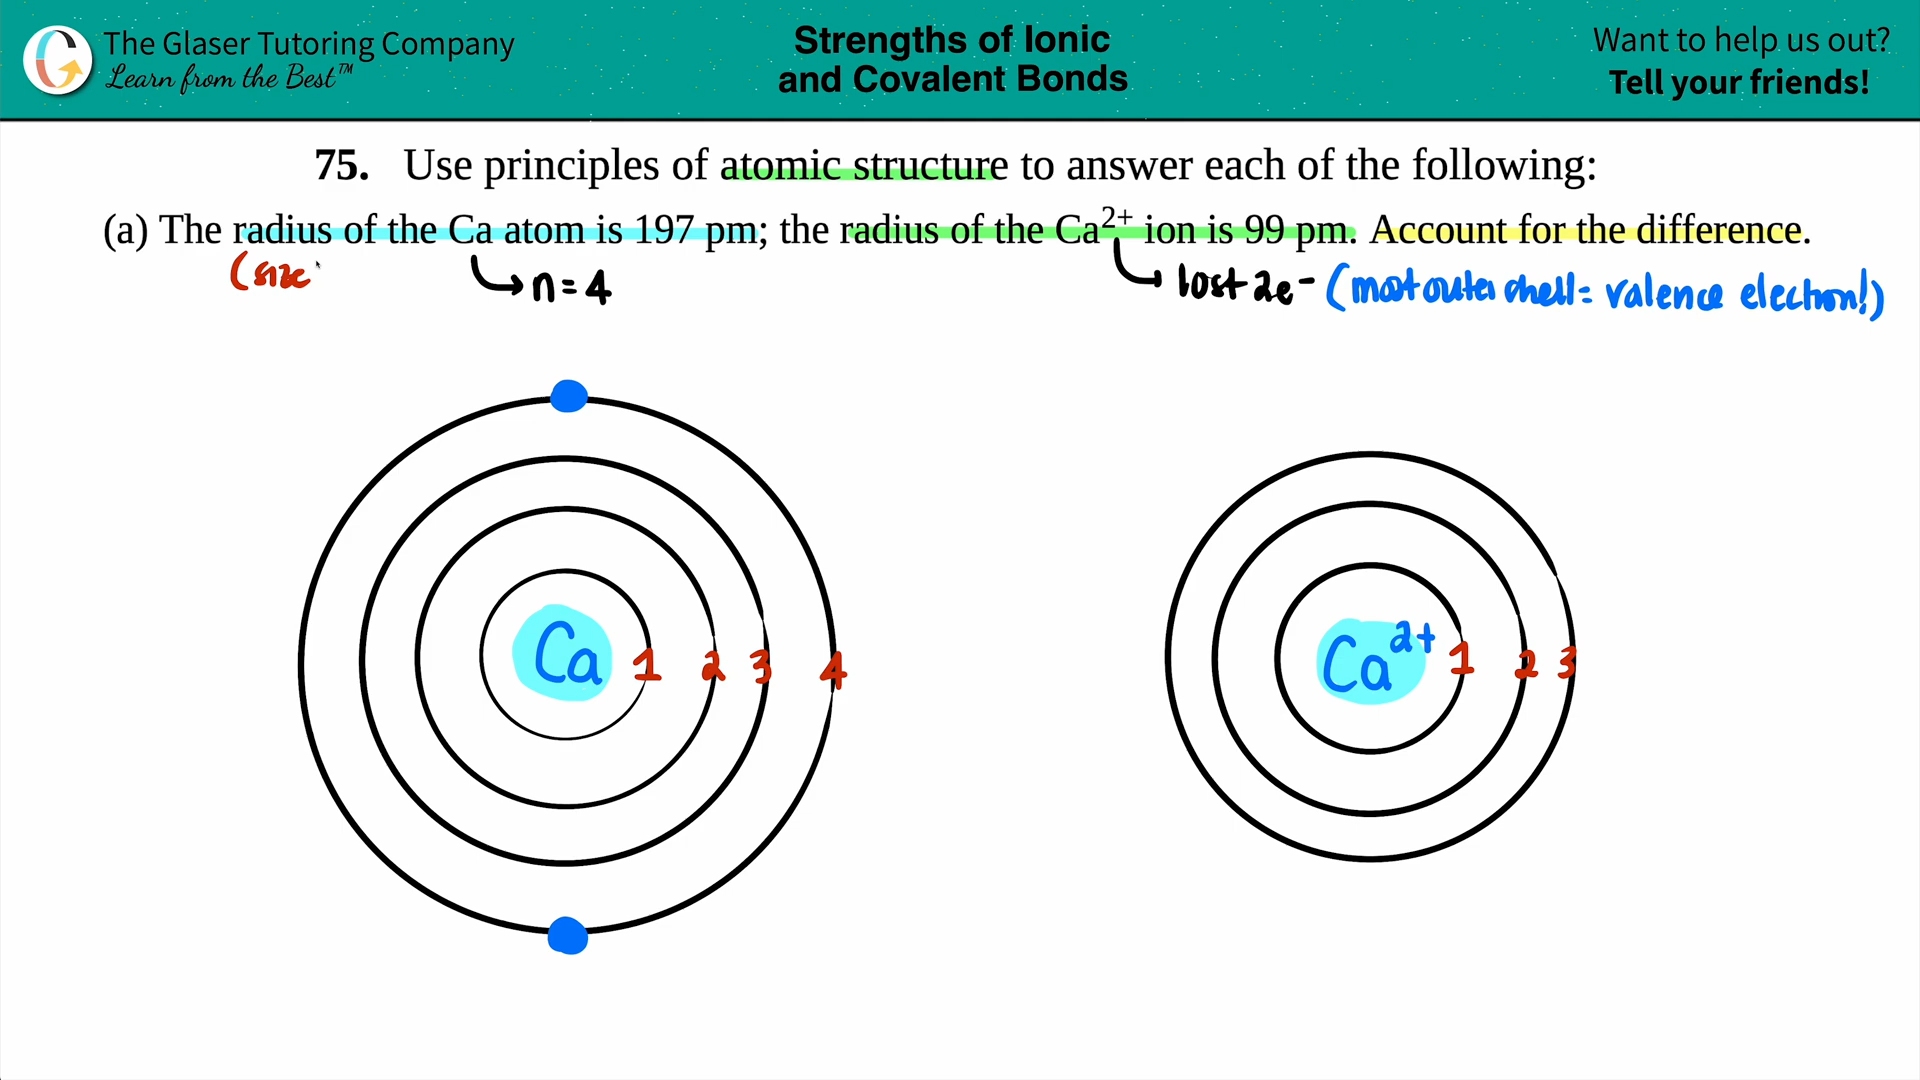 The Glaser Tutoring Company
Learn from the Best™
Strengths of Ionic
and Covalent Bonds
Want to help us out?
Tell your friends!
75. Use principles of atomic structure to answer each of the following:
(a) The radius of the Ca atom is 197 pm; the radius of the Ca²⁺ ion is 99 pm. Account for the difference.
(size
n=4
lost 2e⁻ (most outer shell = valence electron!)
Ca 1 2 3 4
Ca²⁺ 1 2 3